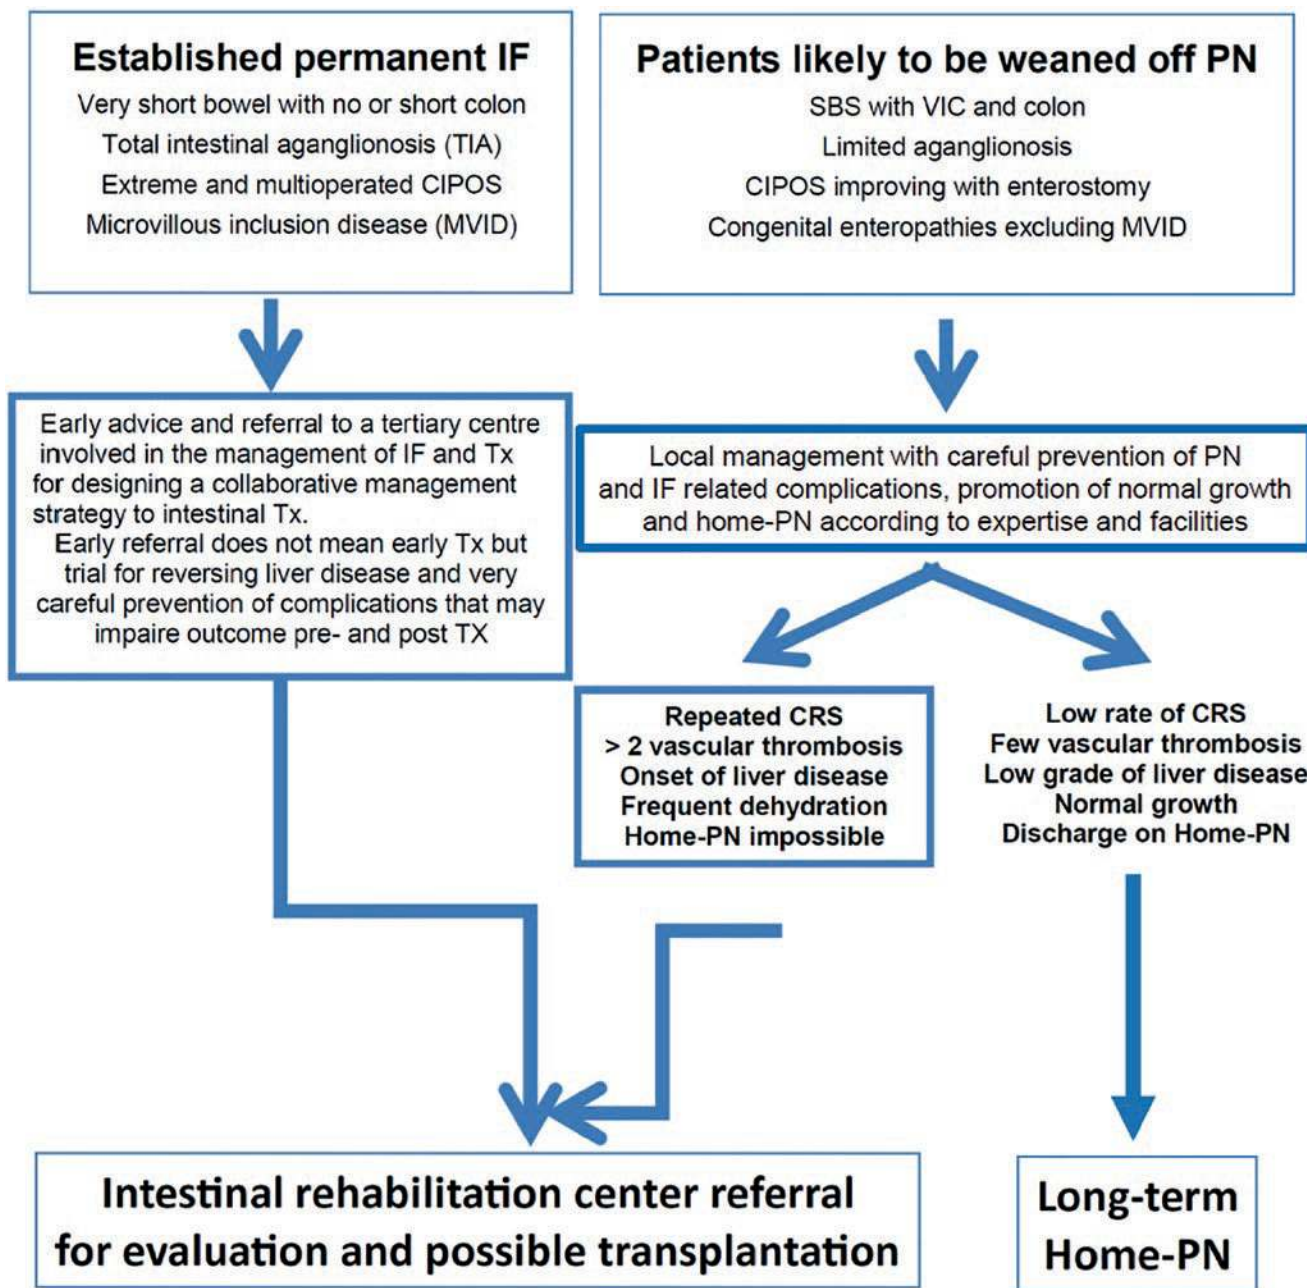 Established permanent IF
Very short bowel with no or short colon
Total intestinal aganglionosis (TIA)
Extreme and multioperated CIPOS
Microvillous inclusion disease (MVID)
Patients likely to be weaned off PN
SBS with VIC and colon
Limited aganglionosis
CIPOS improving with enterostomy
Congenital enteropathies excluding MVID
Early advice and referral to a tertiary centre
involved in the management of IF and Tx
for designing a collaborative management
strategy to intestinal Tx.
Early referral does not mean early Tx but
trial for reversing liver disease and very
careful prevention of complications that may
impaire outcome pre- and post TX
Local management with careful prevention of PN
and IF related complications, promotion of normal growth
and home-PN according to expertise and facilities
Repeated CRS
> 2 vascular thrombosis
Onset of liver disease
Frequent dehydration
Home-PN impossible
Low rate of CRS
Few vascular thrombosis
Low grade of liver disease
Normal growth
Discharge on Home-PN
Intestinal rehabilitation center referral
for evaluation and possible transplantation
Long-term
Home-PN